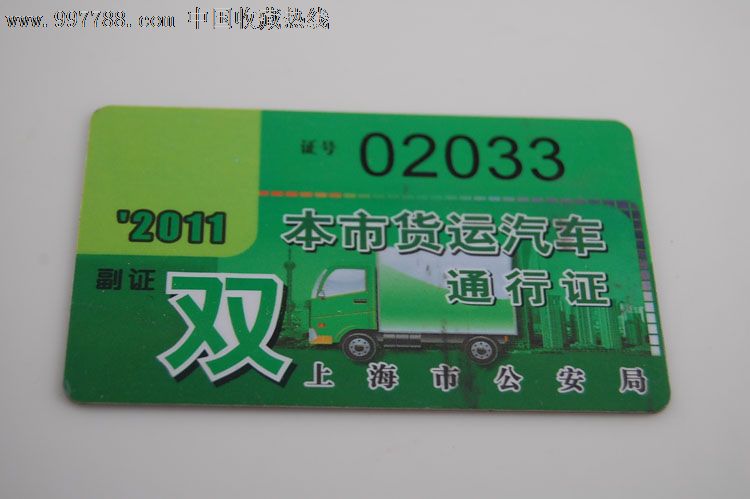 www.997788.com 中国收藏热线
证号 02033
'2011
本市货运汽车
副证
通行证
双
上海市公安局